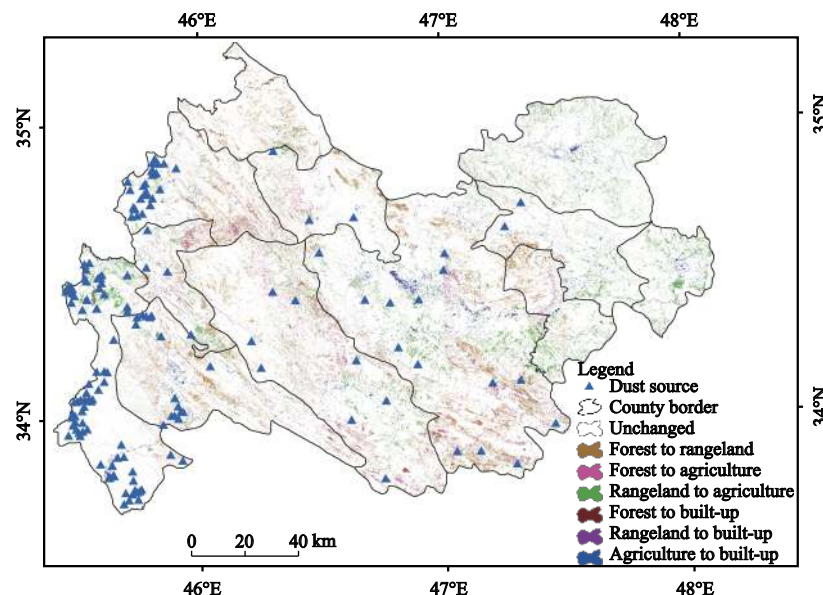 46°E 47°E 48°E
35°N 35°N
34°N 34°N
Legend
Dust source
County border
Unchanged
Forest to rangeland
Forest to agriculture
Rangeland to agriculture
Forest to built-up
Rangeland to built-up
Agriculture to built-up
0 20 40 km
46°E 47°E 48°E